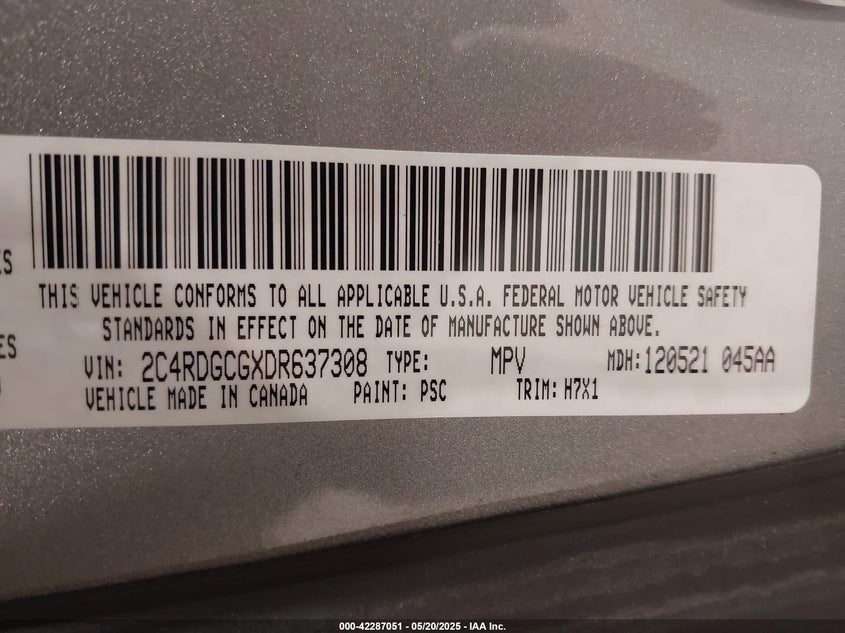 THIS VEHICLE CONFORMS TO ALL APPLICABLE U.S.A. FEDERAL MOTOR VEHICLE SAFETY
STANDARDS IN EFFECT ON THE DATE OF MANUFACTURE SHOWN ABOVE.
VIN: 2C4RDGCGXDR637308 TYPE: MPV MDH:120521 045AA
VEHICLE MADE IN CANADA PAINT: PSC TRIM: H7X1
000-42287051 — 05/20/2025 — IAA Inc.